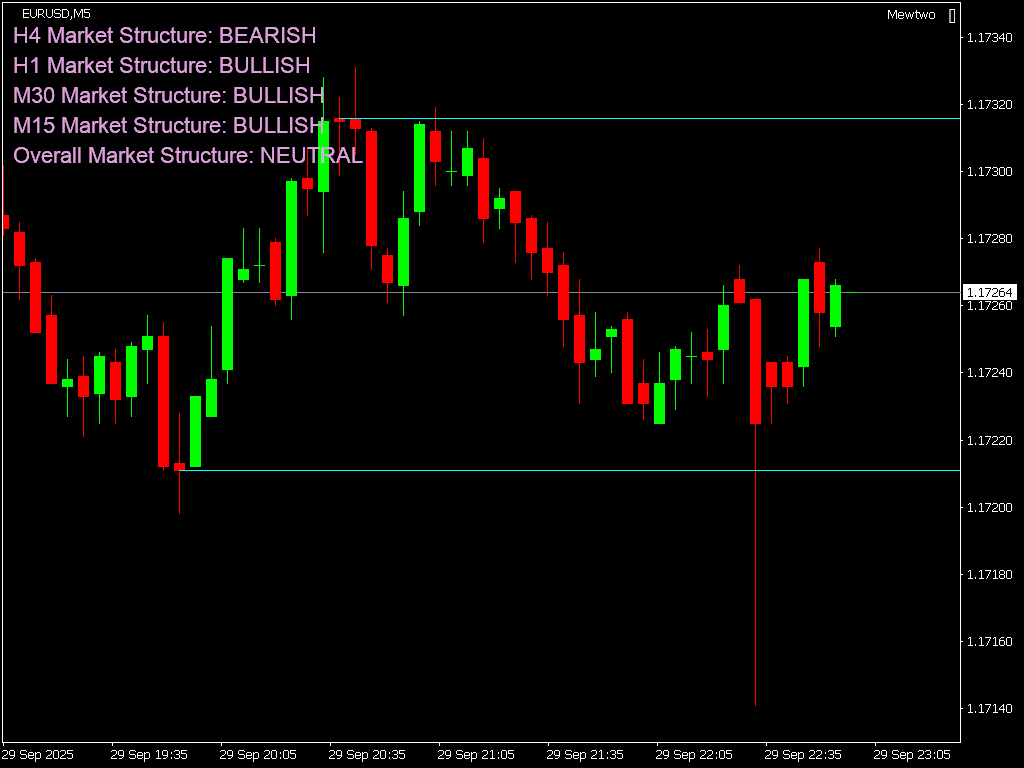 EURUSD,M5
Mewtwo
H4 Market Structure: BEARISH
H1 Market Structure: BULLISH
M30 Market Structure: BULLISH
M15 Market Structure: BULLISH
Overall Market Structure: NEUTRAL
1.17340
1.17320
1.17300
1.17280
1.17264
1.17260
1.17240
1.17220
1.17200
1.17180
1.17160
1.17140
29 Sep 2025
29 Sep 19:35
29 Sep 20:05
29 Sep 20:35
29 Sep 21:05
29 Sep 21:35
29 Sep 22:05
29 Sep 22:35
29 Sep 23:05